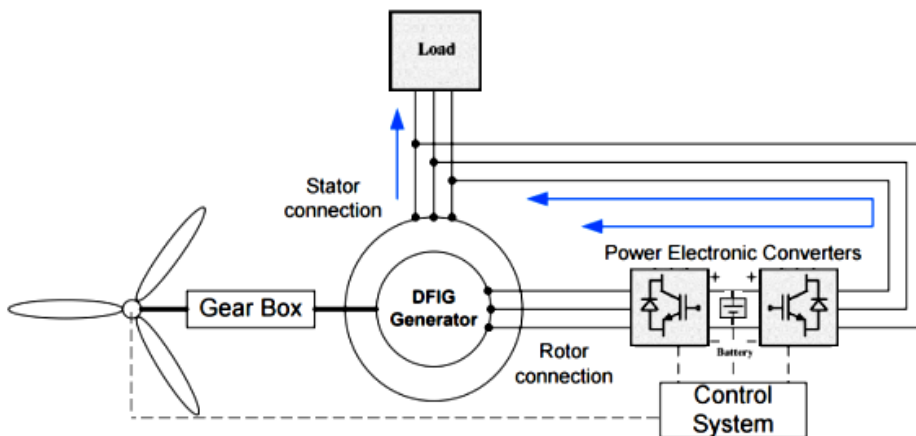 Load
Stator
connection
Power Electronic Converters
+ +
Gear Box
DFIG
Generator
Battery
Rotor
connection
Control
System